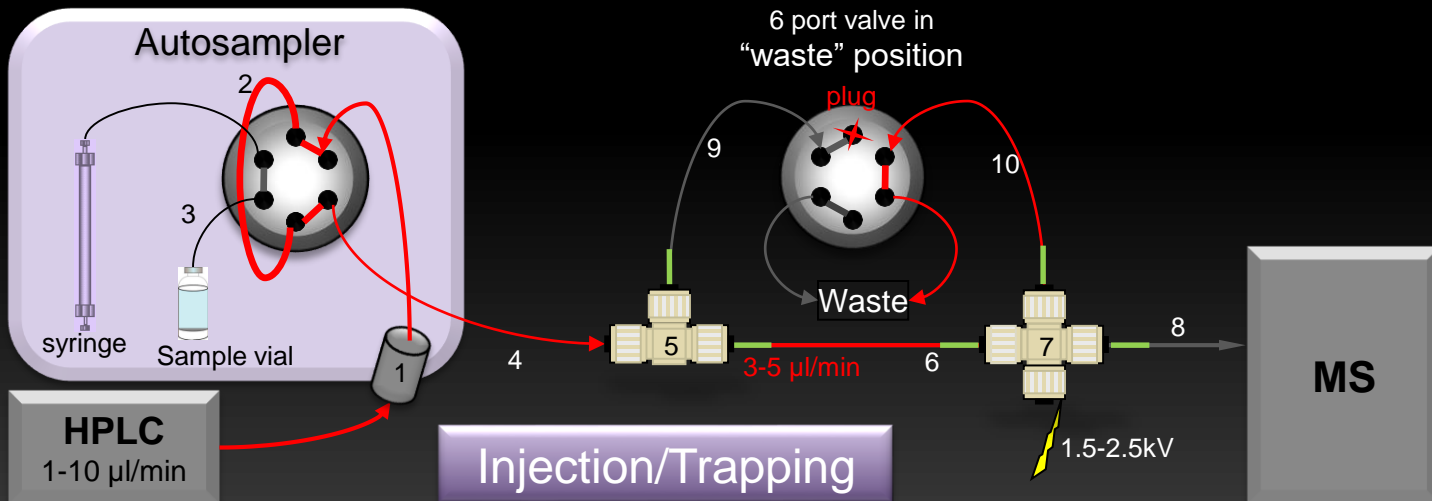 Autosampler
6 port valve in
“waste” position
plug
2
3
9
10
syringe
Sample vial
1
4
5
3-5 µl/min
6
7
8
Waste
MS
HPLC
1-10 µl/min
Injection/Trapping
1.5-2.5kV